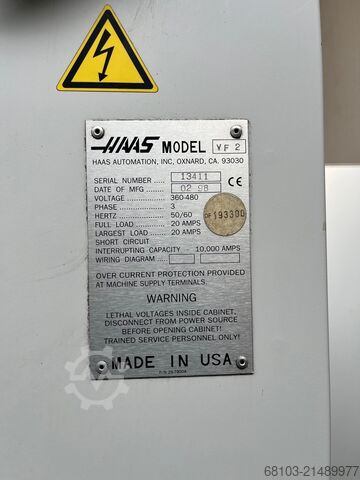 HAAS MODEL VF 2
HAAS AUTOMATION, INC, OXNARD, CA. 93030
SERIAL NUMBER ........ 13411
DATE OF MFG ........ 02 98
VOLTAGE ........ 360-480
PHASE ........ 3
HERTZ ........ 50/60
FULL LOAD ........ 20 AMPS
LARGEST LOAD ........ 20 AMPS
SHORT CIRCUIT
INTERRUPTING CAPACITY - 10,000 AMPS
WIRING DIAGRAM
CE
193300
OVER CURRENT PROTECTION PROVIDED
AT MACHINE SUPPLY TERMINALS.
WARNING
LETHAL VOLTAGES INSIDE CABINET,
DISCONNECT FROM POWER SOURCE
BEFORE OPENING CABINET!
TRAINED SERVICE PERSONNEL ONLY!
MADE IN USA
68103-21489977